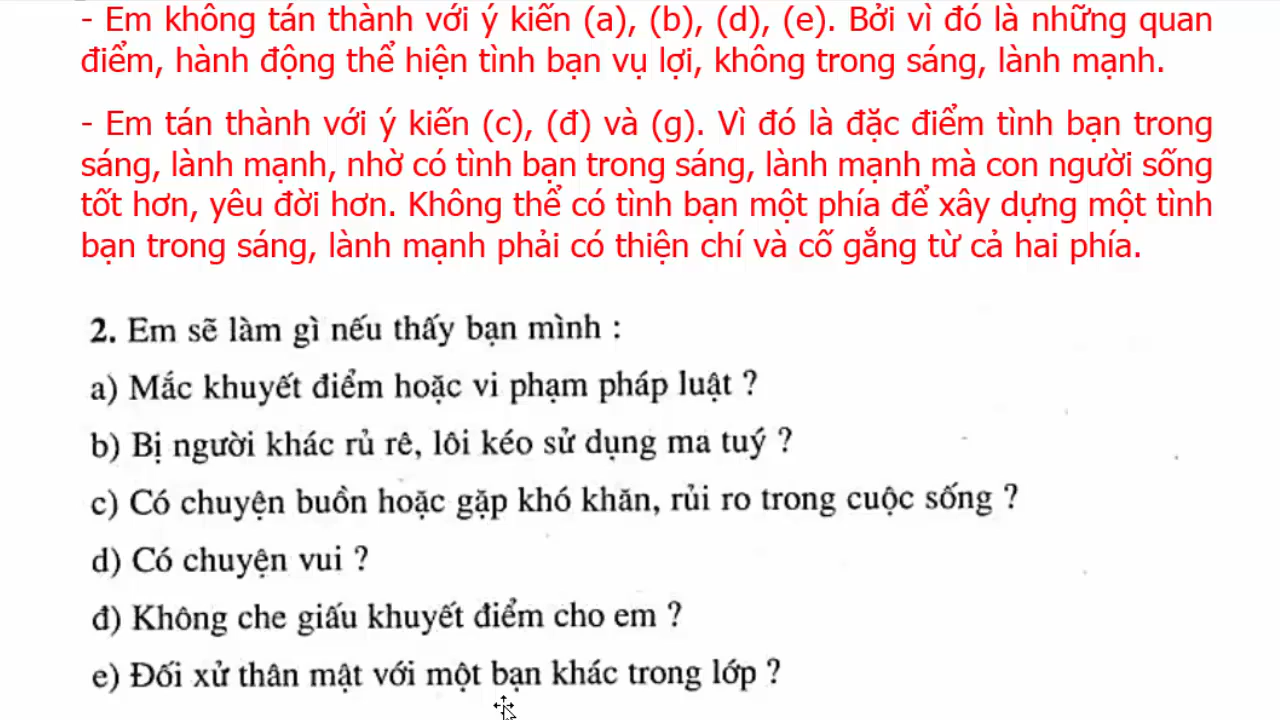 - Em không tán thành với ý kiến (a), (b), (d), (e). Bởi vì đó là những quan
điểm, hành động thể hiện tình bạn vụ lợi, không trong sáng, lành mạnh.
- Em tán thành với ý kiến (c), (đ) và (g). Vì đó là đặc điểm tình bạn trong
sáng, lành mạnh, nhờ có tình bạn trong sáng, lành mạnh mà con người sống
tốt hơn, yêu đời hơn. Không thể có tình bạn một phía để xây dựng một tình
bạn trong sáng, lành mạnh phải có thiện chí và cố gắng từ cả hai phía.
2. Em sẽ làm gì nếu thấy bạn mình :
a) Mắc khuyết điểm hoặc vi phạm pháp luật ?
b) Bị người khác rủ rê, lôi kéo sử dụng ma tuý ?
c) Có chuyện buồn hoặc gặp khó khăn, rủi ro trong cuộc sống ?
d) Có chuyện vui ?
đ) Không che giấu khuyết điểm cho em ?
e) Đối xử thân mật với một bạn khác trong lớp ?